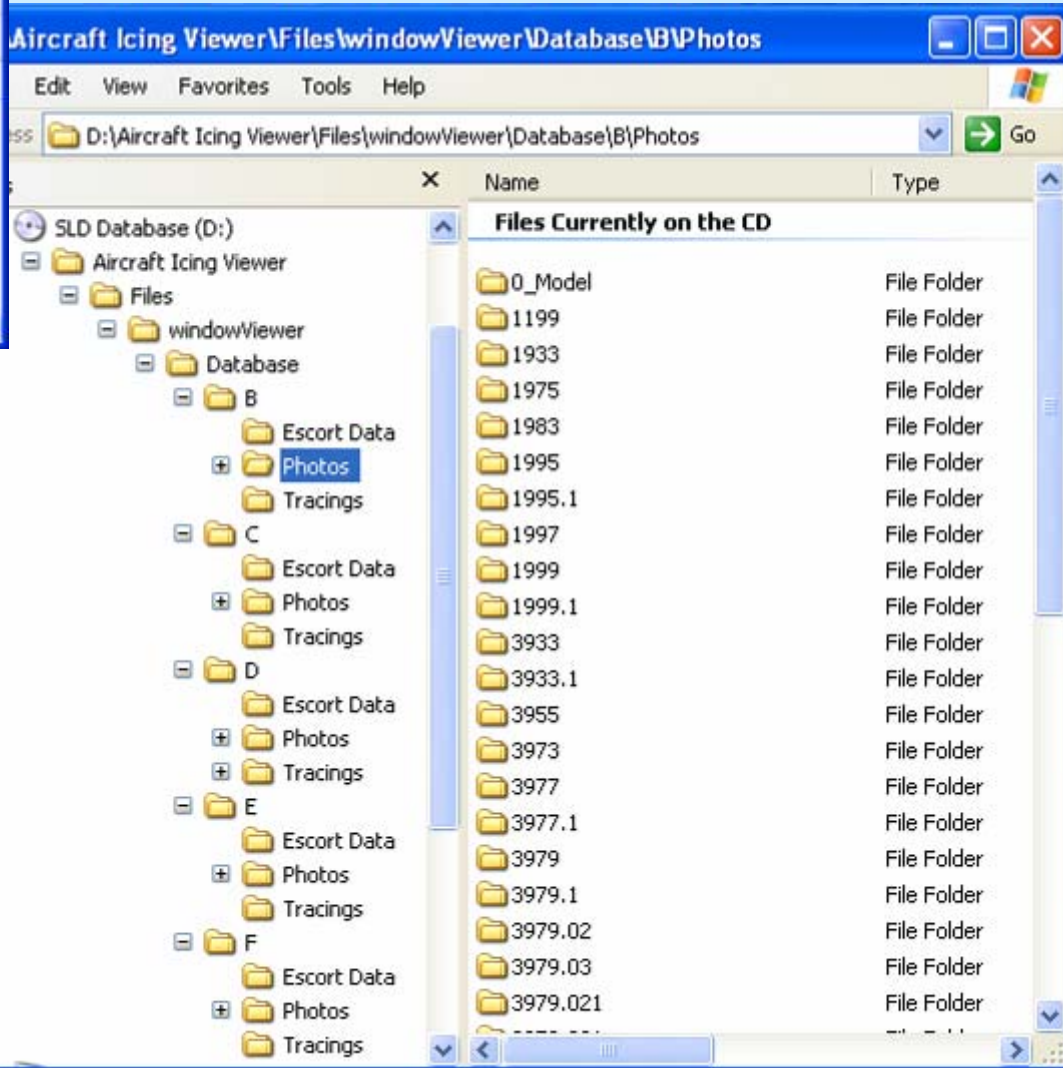 Aircraft Icing Viewer\Files\windowViewer\Database\B\Photos
Edit View Favorites Tools Help
ess D:\Aircraft Icing Viewer\Files\windowViewer\Database\B\Photos Go
s
SLD Database (D:)
Aircraft Icing Viewer
Files
windowViewer
Database
B
Escort Data
Photos
Tracings
C
Escort Data
Photos
Tracings
D
Escort Data
Photos
Tracings
E
Escort Data
Photos
Tracings
F
Escort Data
Photos
Tracings
Name Type
Files Currently on the CD
0_Model File Folder
1199 File Folder
1933 File Folder
1975 File Folder
1983 File Folder
1995 File Folder
1995.1 File Folder
1997 File Folder
1999 File Folder
1999.1 File Folder
3933 File Folder
3933.1 File Folder
3955 File Folder
3973 File Folder
3977 File Folder
3977.1 File Folder
3979 File Folder
3979.1 File Folder
3979.02 File Folder
3979.03 File Folder
3979.021 File Folder